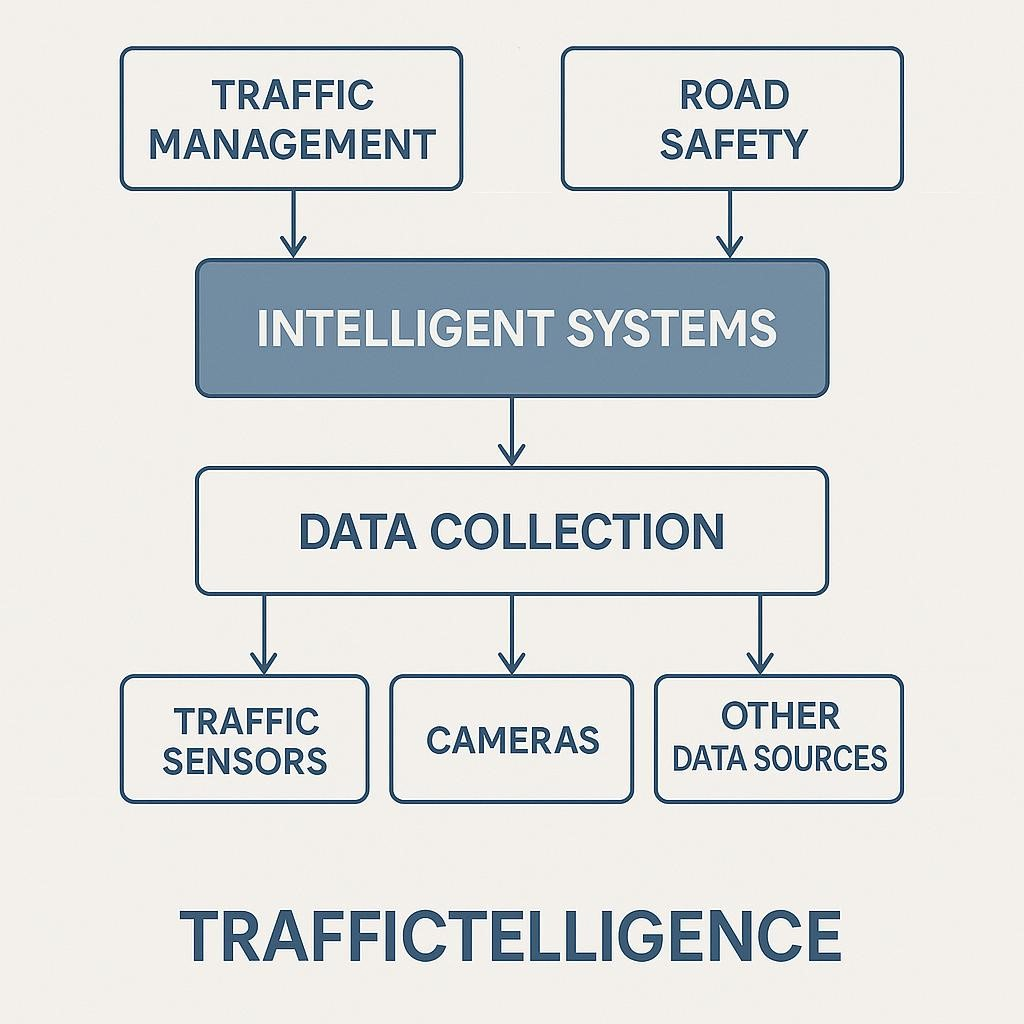 TRAFFIC
MANAGEMENT
ROAD
SAFETY
INTELLIGENT SYSTEMS
DATA COLLECTION
TRAFFIC
SENSORS
CAMERAS
OTHER
DATA SOURCES
TRAFFICTELLIGENCE